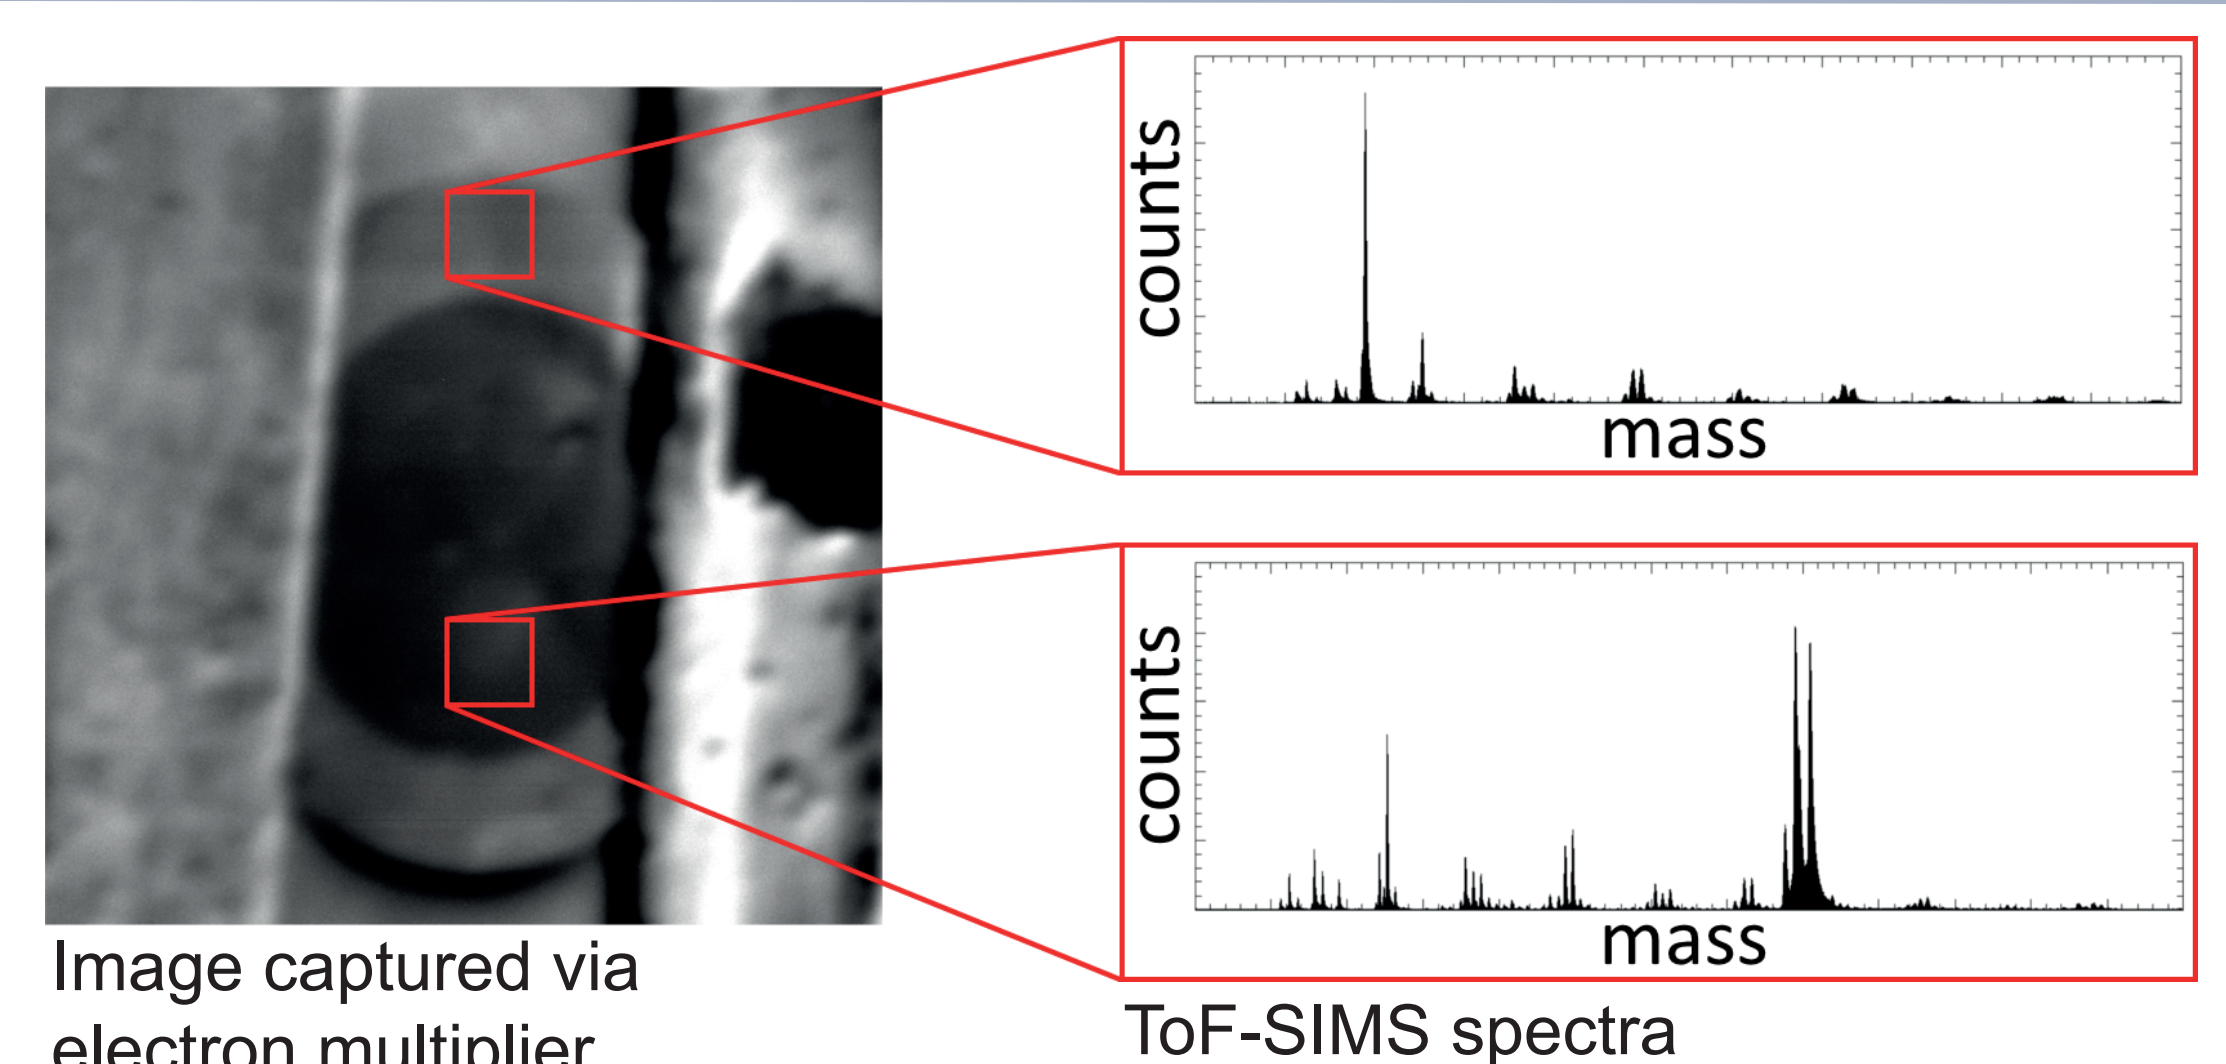 counts
mass
counts
mass
Image captured via
electron multiplier
ToF-SIMS spectra